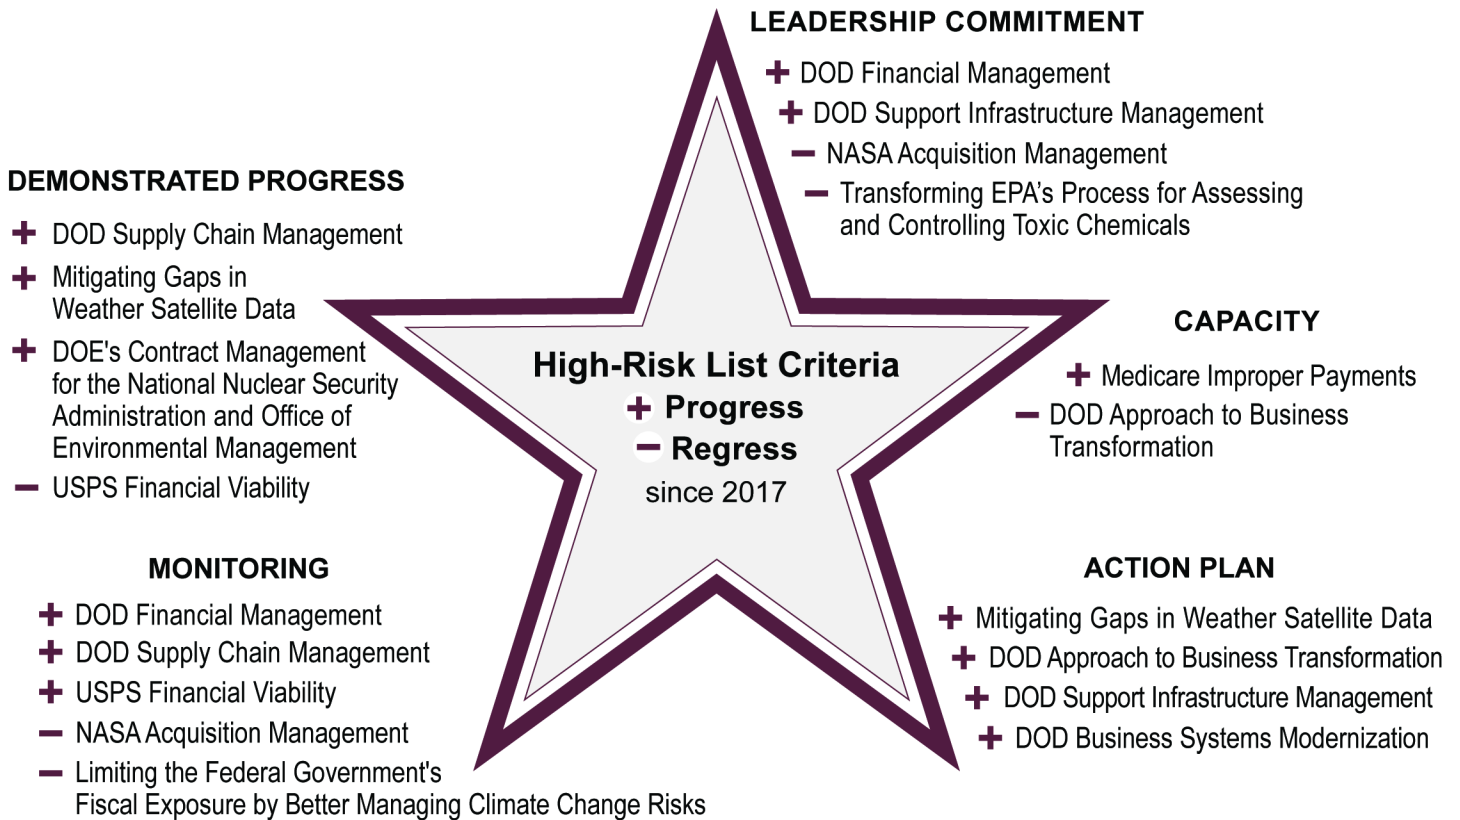 LEADERSHIP COMMITMENT
+ DOD Financial Management
+ DOD Support Infrastructure Management
− NASA Acquisition Management
− Transforming EPA’s Process for Assessing
and Controlling Toxic Chemicals
DEMONSTRATED PROGRESS
+ DOD Supply Chain Management
+ Mitigating Gaps in
Weather Satellite Data
+ DOE's Contract Management
for the National Nuclear Security
Administration and Office of
Environmental Management
− USPS Financial Viability
High-Risk List Criteria
+ Progress
− Regress
since 2017
CAPACITY
+ Medicare Improper Payments
− DOD Approach to Business
Transformation
MONITORING
+ DOD Financial Management
+ DOD Supply Chain Management
+ USPS Financial Viability
− NASA Acquisition Management
− Limiting the Federal Government's
Fiscal Exposure by Better Managing Climate Change Risks
ACTION PLAN
+ Mitigating Gaps in Weather Satellite Data
+ DOD Approach to Business Transformation
+ DOD Support Infrastructure Management
+ DOD Business Systems Modernization